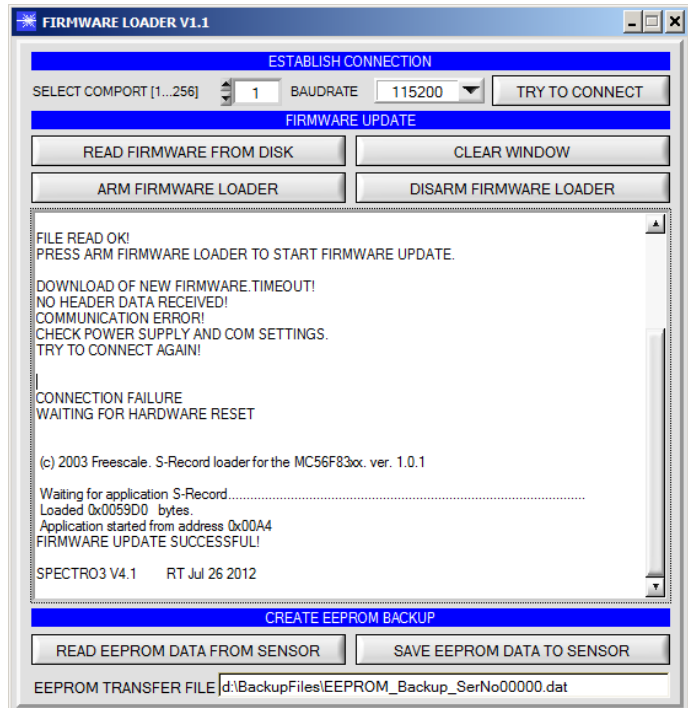 FIRMWARE LOADER V1.1
ESTABLISH CONNECTION
SELECT COMPORT [1...256] 1 BAUDRATE 115200 TRY TO CONNECT
FIRMWARE UPDATE
READ FIRMWARE FROM DISK CLEAR WINDOW
ARM FIRMWARE LOADER DISARM FIRMWARE LOADER
FILE READ OK!
PRESS ARM FIRMWARE LOADER TO START FIRMWARE UPDATE.
DOWNLOAD OF NEW FIRMWARE.TIMEOUT!
NO HEADER DATA RECEIVED!
COMMUNICATION ERROR!
CHECK POWER SUPPLY AND COM SETTINGS.
TRY TO CONNECT AGAIN!
CONNECTION FAILURE
WAITING FOR HARDWARE RESET
(c) 2003 Freescale. S-Record loader for the MC56F83xx. ver. 1.0.1
Waiting for application S-Record.........................................................................................
Loaded 0x0059D0 bytes.
Application started from address 0x00A4
FIRMWARE UPDATE SUCCESSFUL!
SPECTRO3 V4.1 RT Jul 26 2012
CREATE EEPROM BACKUP
READ EEPROM DATA FROM SENSOR SAVE EEPROM DATA TO SENSOR
EEPROM TRANSFER FILE d:\BackupFiles\EEPROM_Backup_SerNo00000.dat